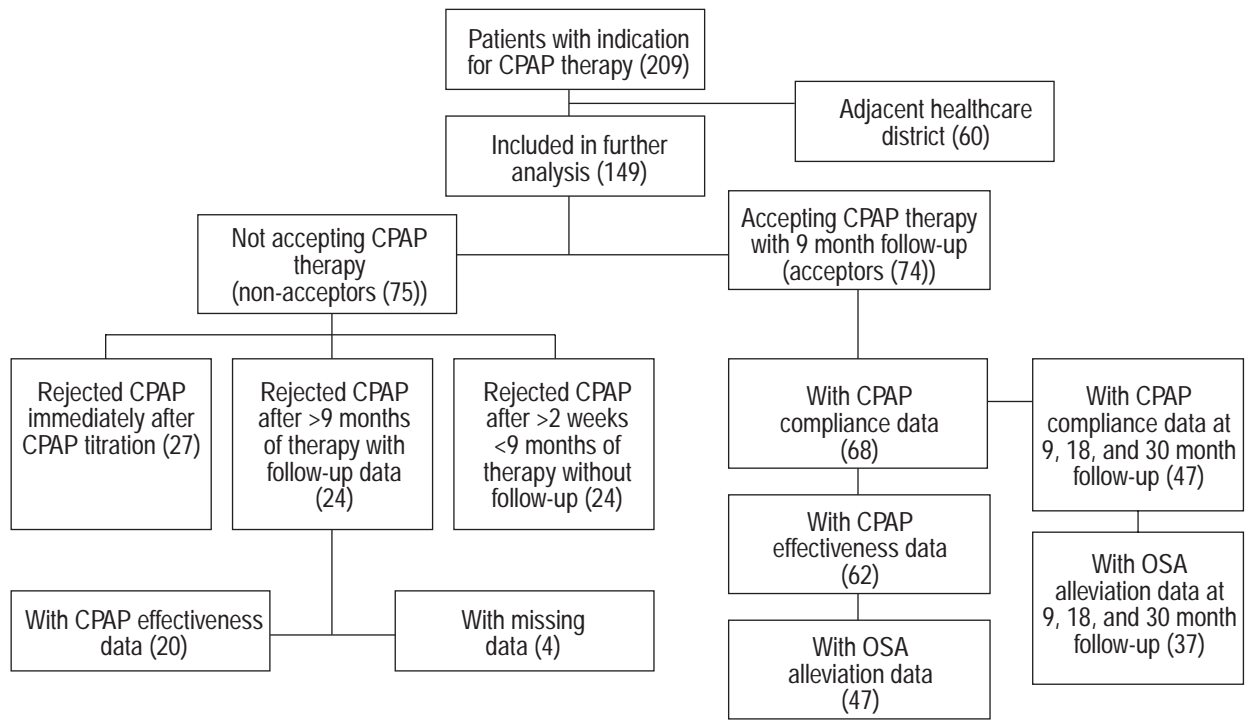 Patients with indication
for CPAP therapy (209)
Adjacent healthcare
district (60)
Included in further
analysis (149)
Not accepting CPAP
therapy
(non-acceptors (75))
Accepting CPAP therapy
with 9 month follow-up
(acceptors (74))
Rejected CPAP
immediately after
CPAP titration (27)
Rejected CPAP
after >9 months
of therapy with
follow-up data
(24)
Rejected CPAP
after >2 weeks
<9 months of
therapy without
follow-up (24)
With CPAP
compliance data
(68)
With CPAP
compliance data at
9, 18, and 30 month
follow-up (47)
With CPAP
effectiveness data
(62)
With OSA
alleviation data at
9, 18, and 30 month
follow-up (37)
With CPAP effectiveness
data (20)
With missing
data (4)
With OSA
alleviation data
(47)